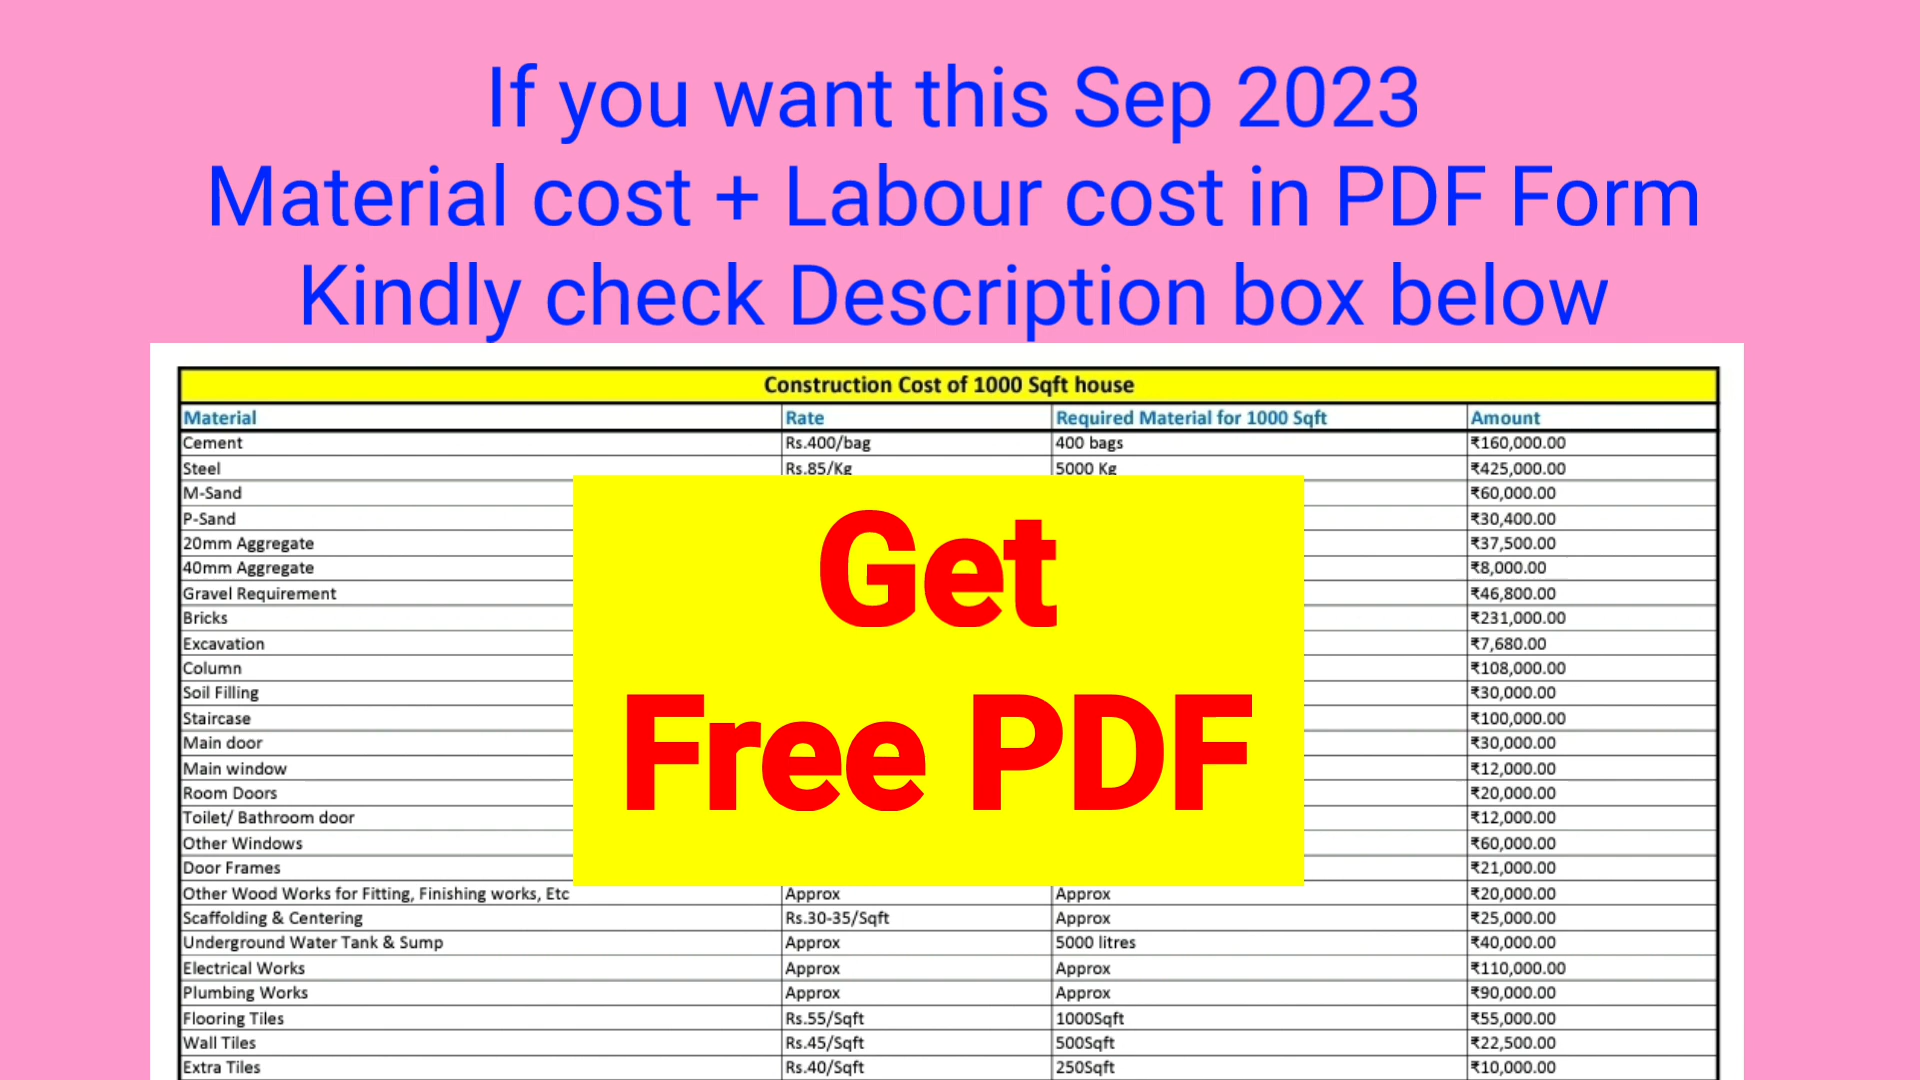 If you want this Sep 2023
Material cost + Labour cost in PDF Form
Kindly check Description box below
Construction Cost of 1000 Sqft house
Material Rate Required Material for 1000 Sqft Amount
Cement Rs.400/bag 400 bags ₹160,000.00
Steel Rs.85/Kg 5000 Kg ₹425,000.00
M-Sand ₹60,000.00
P-Sand ₹30,400.00
20mm Aggregate ₹37,500.00
40mm Aggregate ₹8,000.00
Gravel Requirement ₹46,800.00
Bricks ₹231,000.00
Excavation ₹7,680.00
Column ₹108,000.00
Soil Filling ₹30,000.00
Staircase ₹100,000.00
Main door ₹30,000.00
Main window ₹12,000.00
Room Doors ₹20,000.00
Toilet/ Bathroom door ₹12,000.00
Other Windows ₹60,000.00
Door Frames ₹21,000.00
Other Wood Works for Fitting, Finishing works, Etc Approx Approx ₹20,000.00
Scaffolding & Centering Rs.30-35/Sqft Approx ₹25,000.00
Underground Water Tank & Sump Approx 5000 litres ₹40,000.00
Electrical Works Approx Approx ₹110,000.00
Plumbing Works Approx Approx ₹90,000.00
Flooring Tiles Rs.55/Sqft 1000Sqft ₹55,000.00
Wall Tiles Rs.45/Sqft 500Sqft ₹22,500.00
Extra Tiles Rs.40/Sqft 250Sqft ₹10,000.00
Get
Free PDF